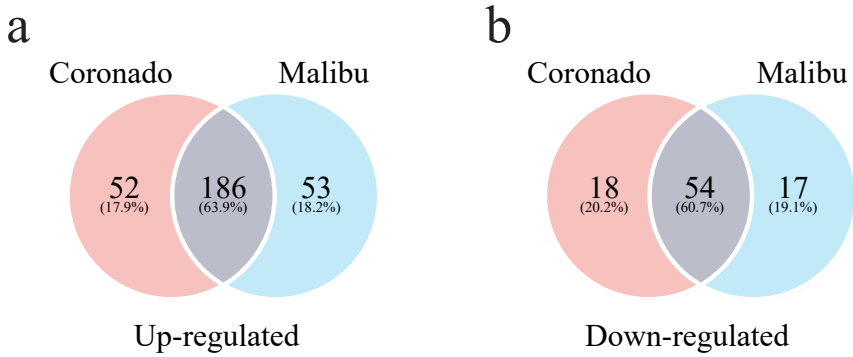 a
Coronado Malibu
52 186 53
(17.9%) (63.9%) (18.2%)
Up-regulated
b
Coronado Malibu
18 54 17
(20.2%) (60.7%) (19.1%)
Down-regulated